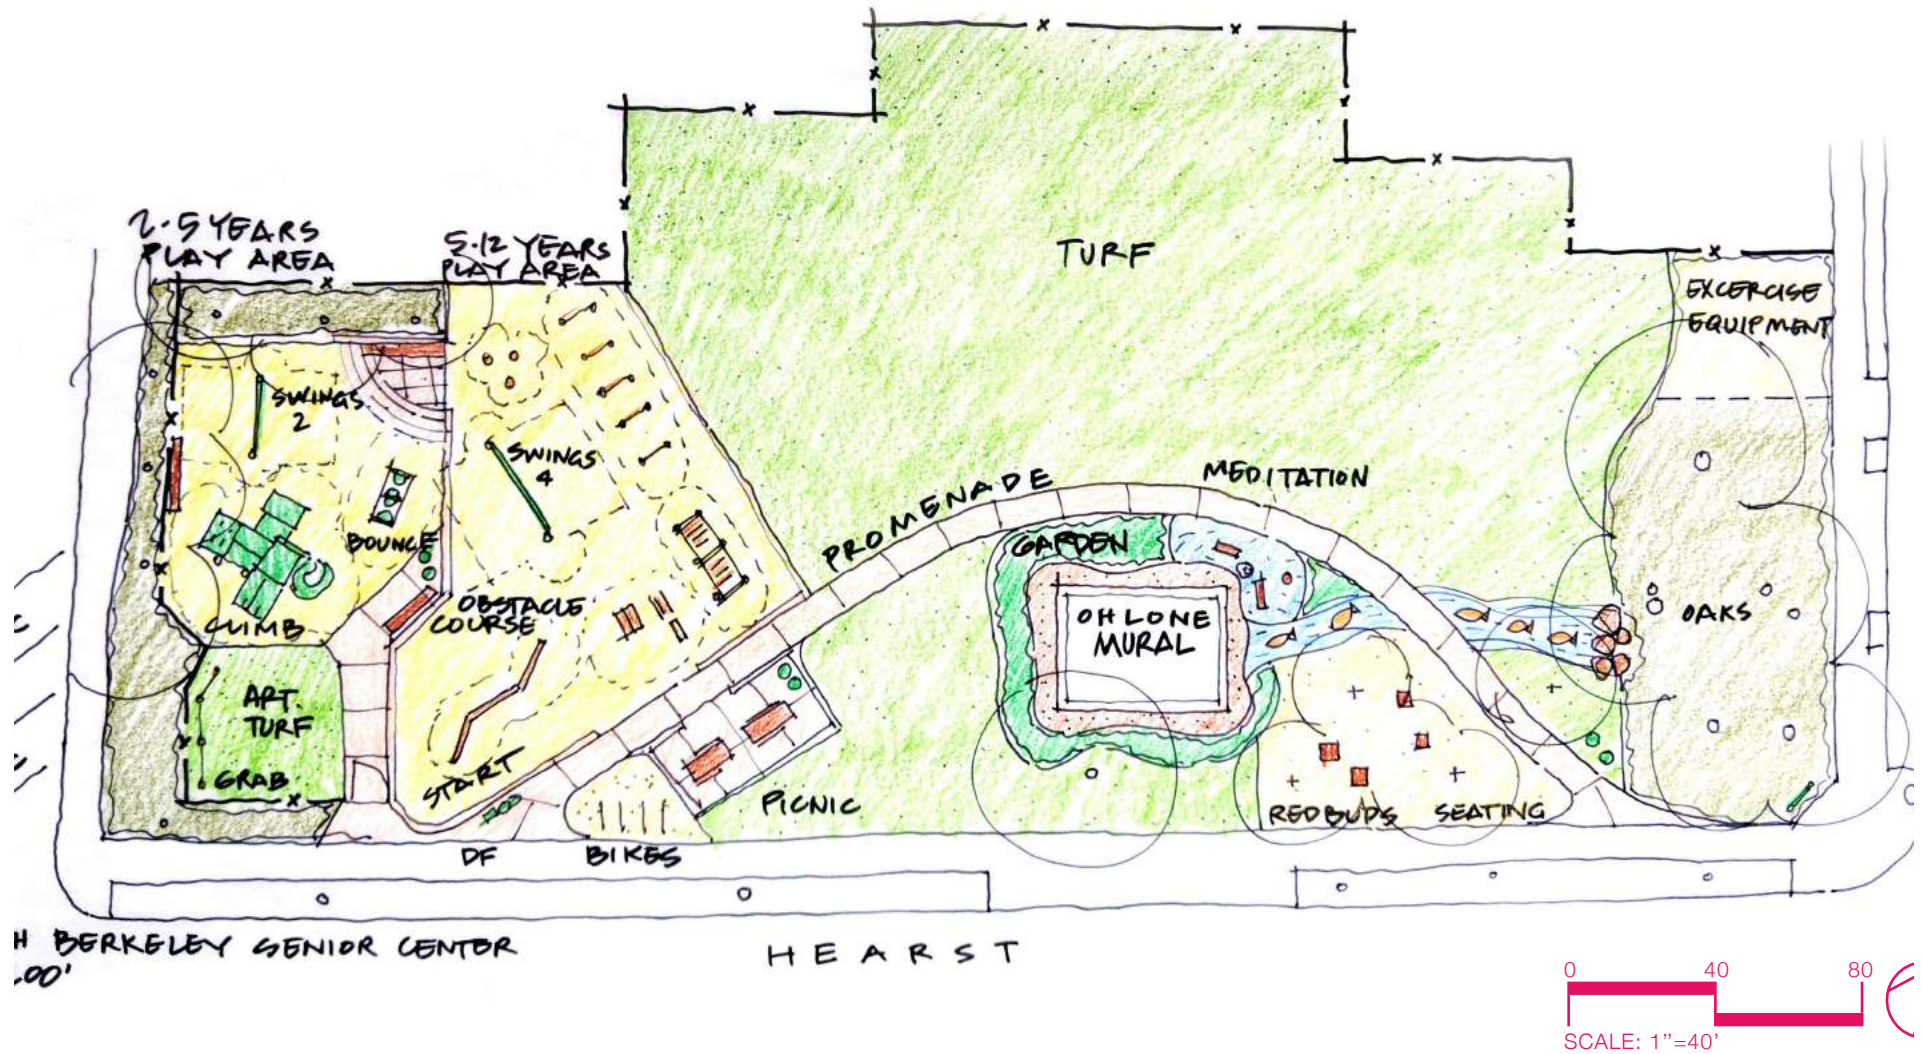 2-5 YEARS
PLAY AREA
5-12 YEARS
PLAY AREA
TURF
EXCERCISE
EQUIPMENT
SWINGS
2
SWINGS
4
PROMENADE
MEDITATION
BOUNCE
GARDEN
OBSTACLE
COURSE
CLIMB
OHLONE
MURAL
OAKS
ART.
TURF
GRAB
START
PICNIC
REDBUDS
SEATING
DF
BIKES
H BERKELEY SENIOR CENTER
HEARST
00'
0 40 80
SCALE: 1"=40'